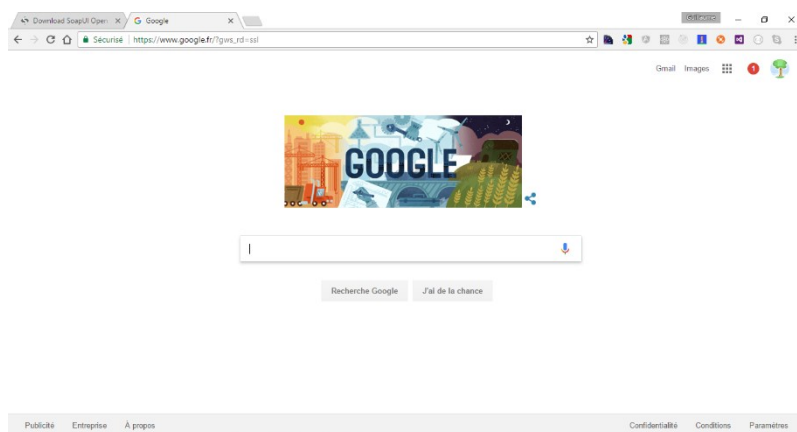 Download SoapUI Open
Google
Guillaume
Sécurisé
https://www.google.fr/?gws_rd=ssl
Gmail Images 1
GOOGLE
Recherche Google J'ai de la chance
Publicité Entreprise À propos Confidentialité Conditions Paramètres